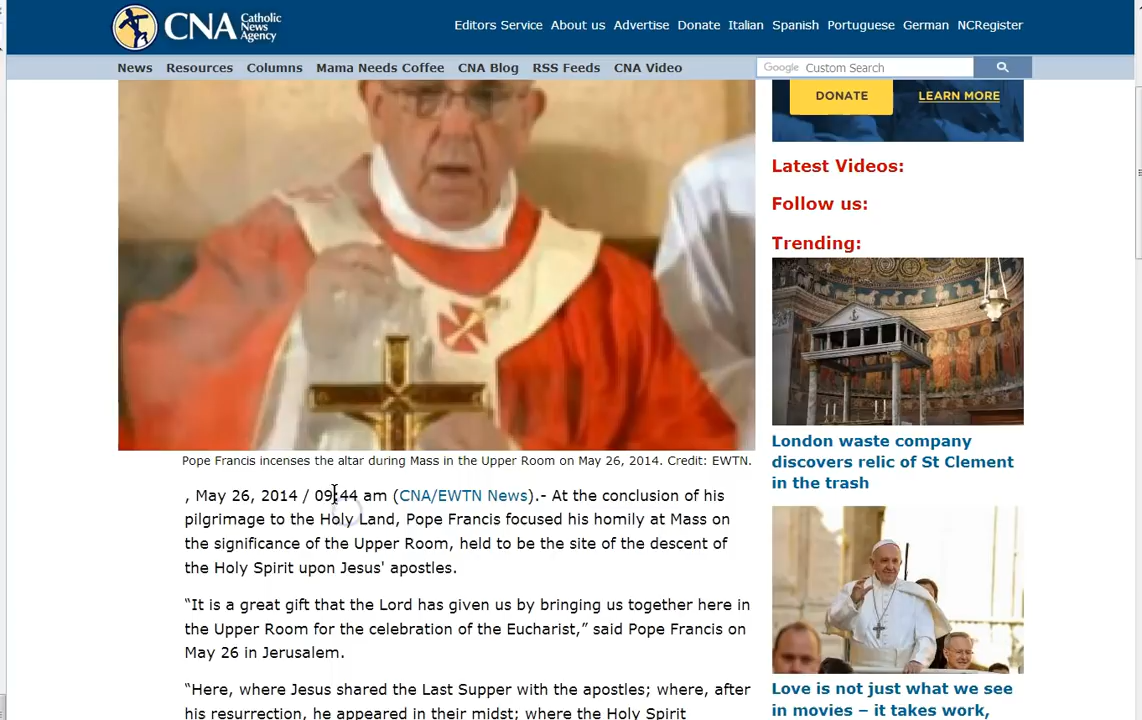 CNA Catholic
News
Agency
Editors Service About us Advertise Donate Italian Spanish Portuguese German NCRegister
News Resources Columns Mama Needs Coffee CNA Blog RSS Feeds CNA Video
Google Custom Search
DONATE LEARN MORE
Latest Videos:
Follow us:
Trending:
London waste company
discovers relic of St Clement
in the trash
Love is not just what we see
in movies – it takes work,
Pope Francis incenses the altar during Mass in the Upper Room on May 26, 2014. Credit: EWTN.
, May 26, 2014 / 09:44 am (CNA/EWTN News).- At the conclusion of his
pilgrimage to the Holy Land, Pope Francis focused his homily at Mass on
the significance of the Upper Room, held to be the site of the descent of
the Holy Spirit upon Jesus' apostles.
“It is a great gift that the Lord has given us by bringing us together here in
the Upper Room for the celebration of the Eucharist,” said Pope Francis on
May 26 in Jerusalem.
“Here, where Jesus shared the Last Supper with the apostles; where, after
his resurrection, he appeared in their midst; where the Holy Spirit